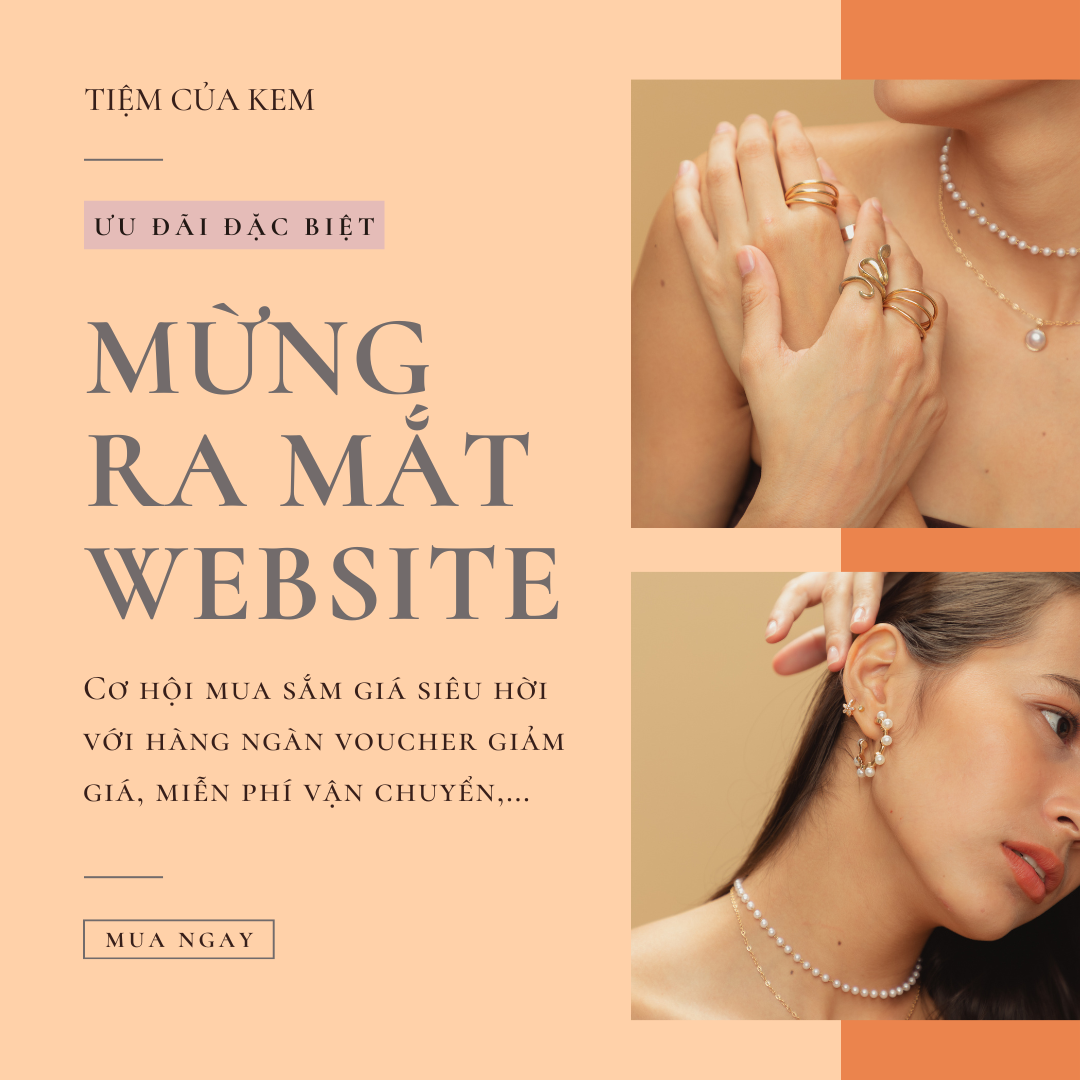 TIỆM CỦA KEM
ƯU ĐÃI ĐẶC BIỆT
MỪNG
RA MẮT
WEBSITE
CƠ HỘI MUA SẮM GIÁ SIÊU HỜI
VỚI HÀNG NGÀN VOUCHER GIẢM
GIÁ, MIỄN PHÍ VẬN CHUYỂN,...
MUA NGAY